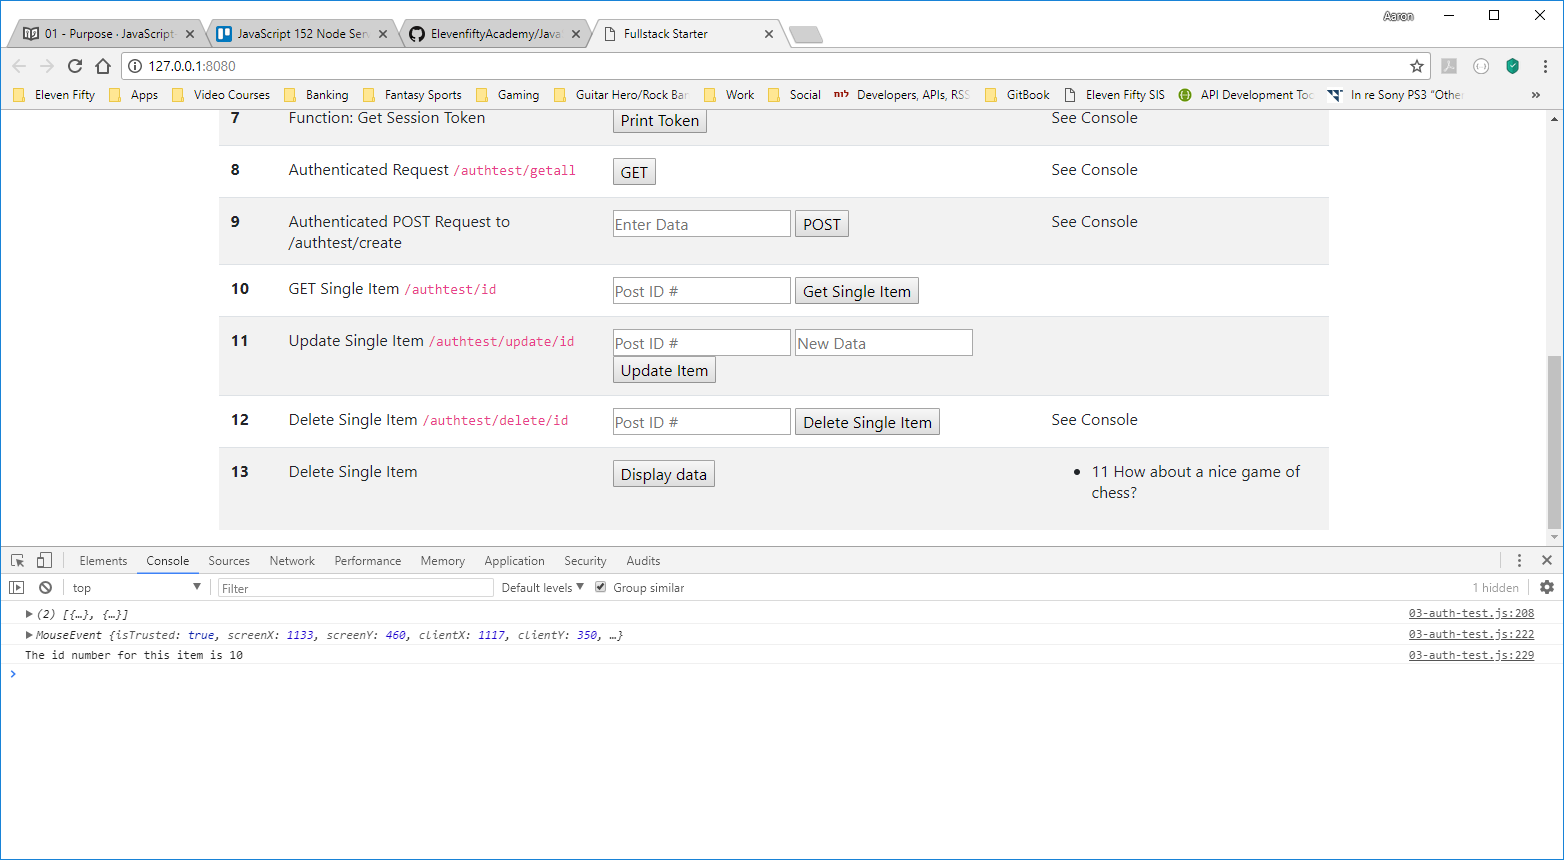 Aaron
01 - Purpose · JavaScript
JavaScript 152 Node Serv
ElevenfiftyAcademy/Java
Fullstack Starter
127.0.0.1:8080
Eleven Fifty
Apps
Video Courses
Banking
Fantasy Sports
Gaming
Guitar Hero/Rock Ban
Work
Social
Developers, APIs, RSS
GitBook
Eleven Fifty SIS
API Development Too
In re Sony PS3 "Other
»
7 Function: Get Session Token Print Token See Console
8 Authenticated Request /authtest/getall GET See Console
9 Authenticated POST Request to Enter Data POST See Console
/authtest/create
10 GET Single Item /authtest/id Post ID # Get Single Item
11 Update Single Item /authtest/update/id Post ID # New Data
Update Item
12 Delete Single Item /authtest/delete/id Post ID # Delete Single Item See Console
13 Delete Single Item Display data • 11 How about a nice game of
chess?
Elements Console Sources Network Performance Memory Application Security Audits
top Filter Default levels Group similar 1 hidden
(2) [{…}, {…}] 03-auth-test.js:208
MouseEvent {isTrusted: true, screenX: 1133, screenY: 460, clientX: 1117, clientY: 350, …} 03-auth-test.js:222
The id number for this item is 10 03-auth-test.js:229